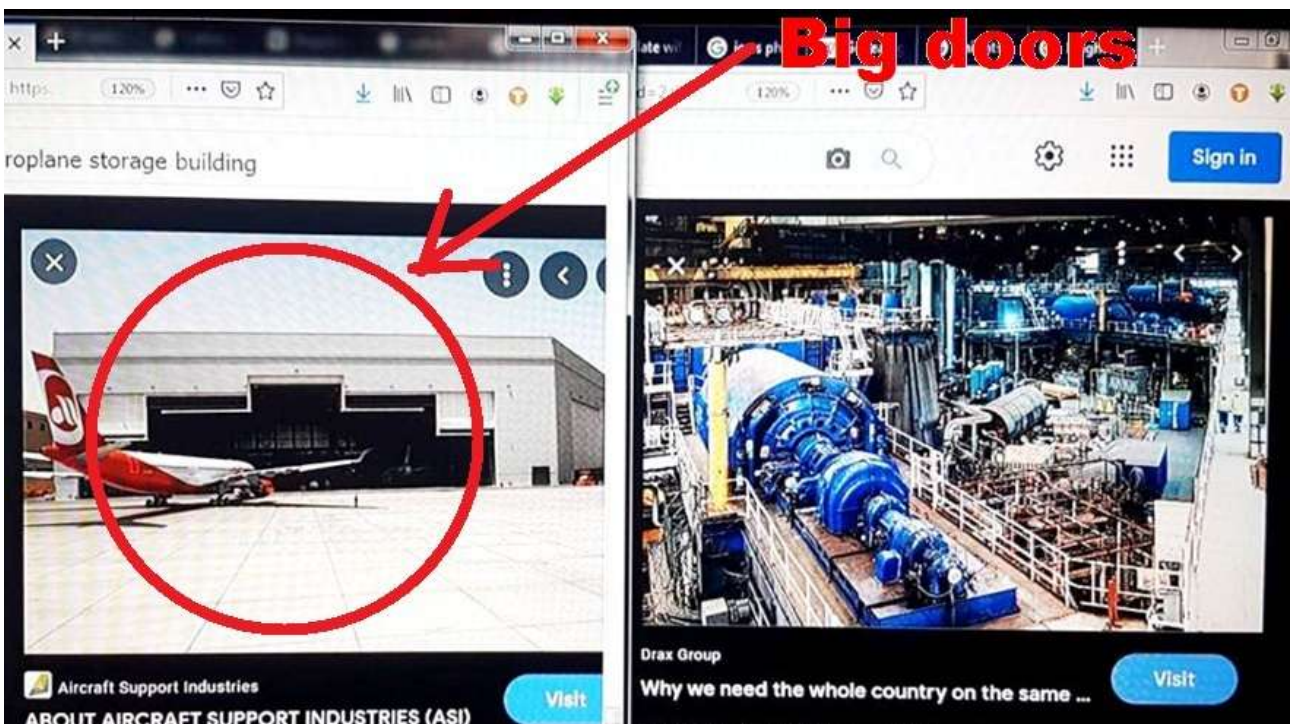 Big doors
https.
120%
120%
roplane storage building
Sign in
Aircraft Support Industries
Visit
ABOUT AIRCRAFT SUPPORT INDUSTRIES (ASI)
Drax Group
Why we need the whole country on the same ...
Visit